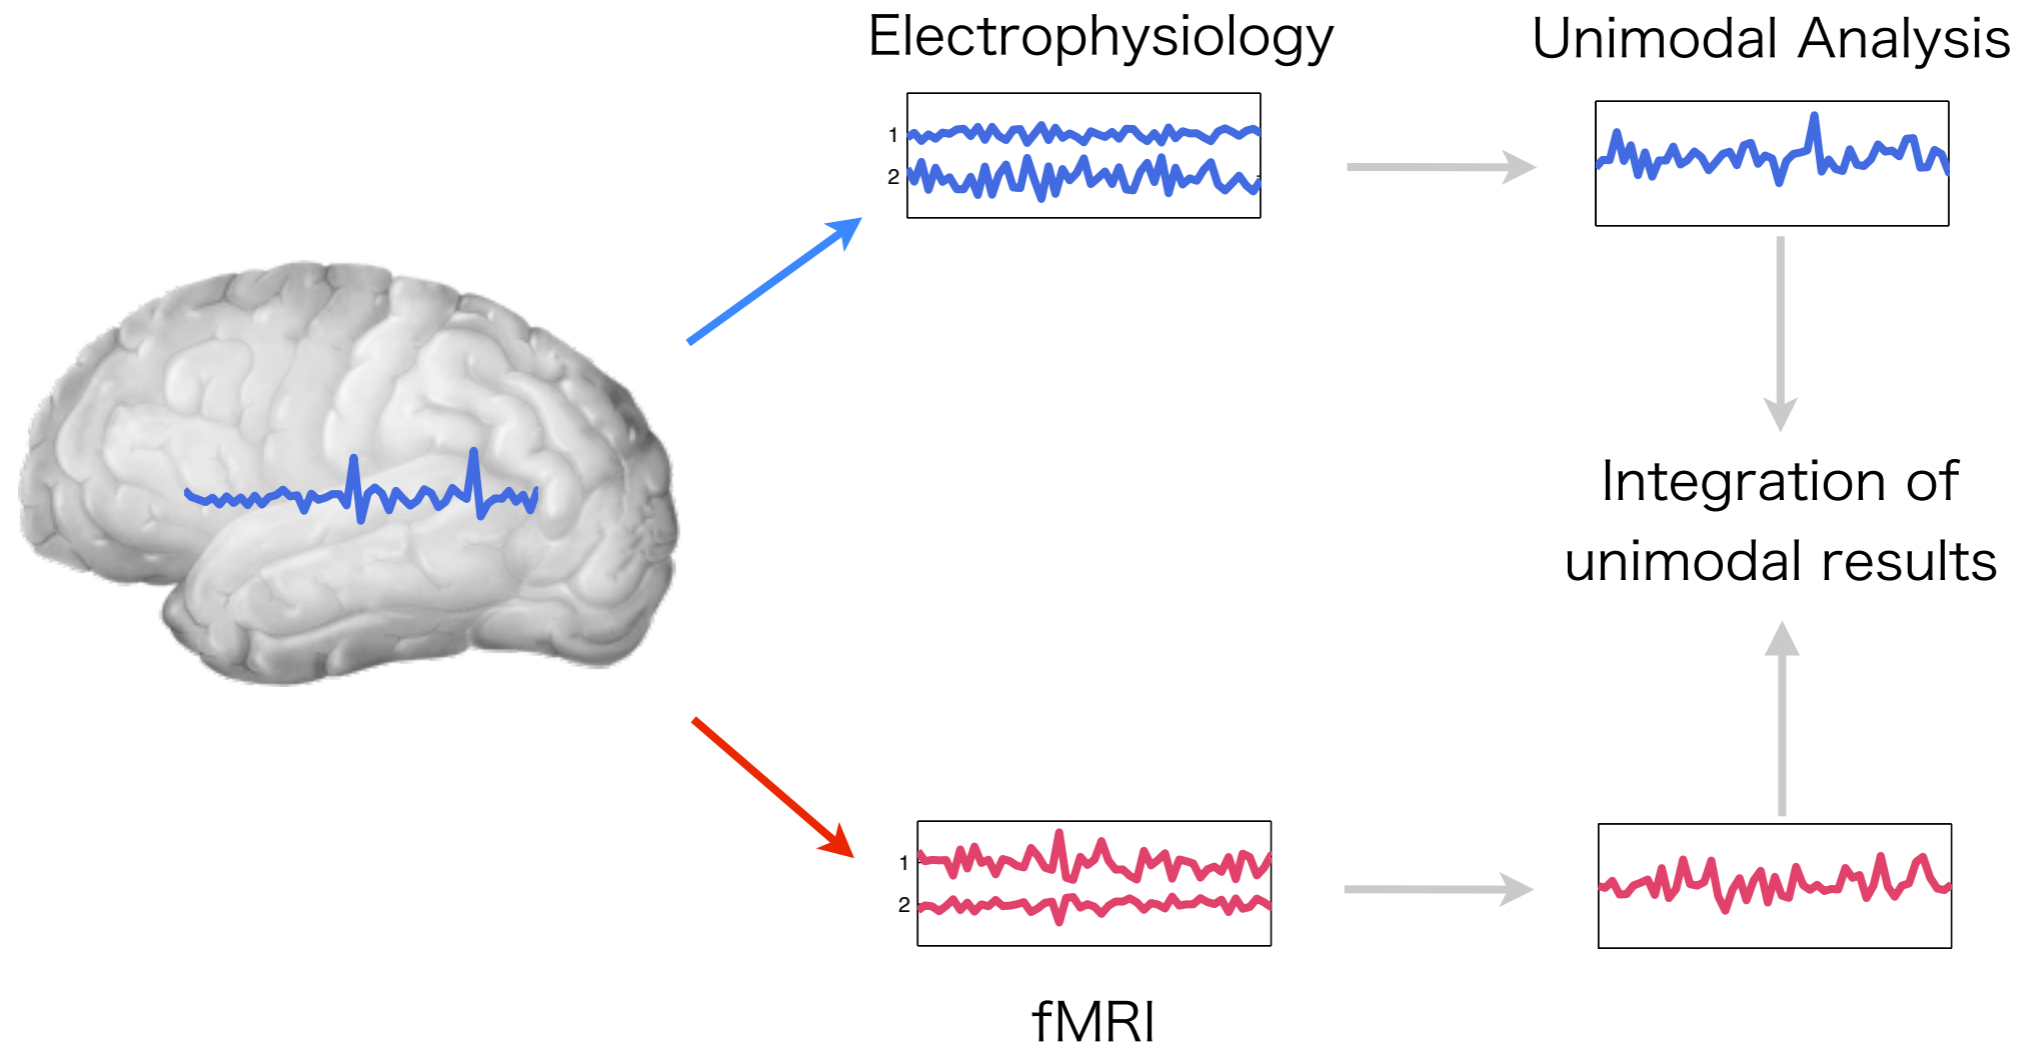 Electrophysiology
Unimodal Analysis
1
2
Integration of
unimodal results
1
2
fMRI